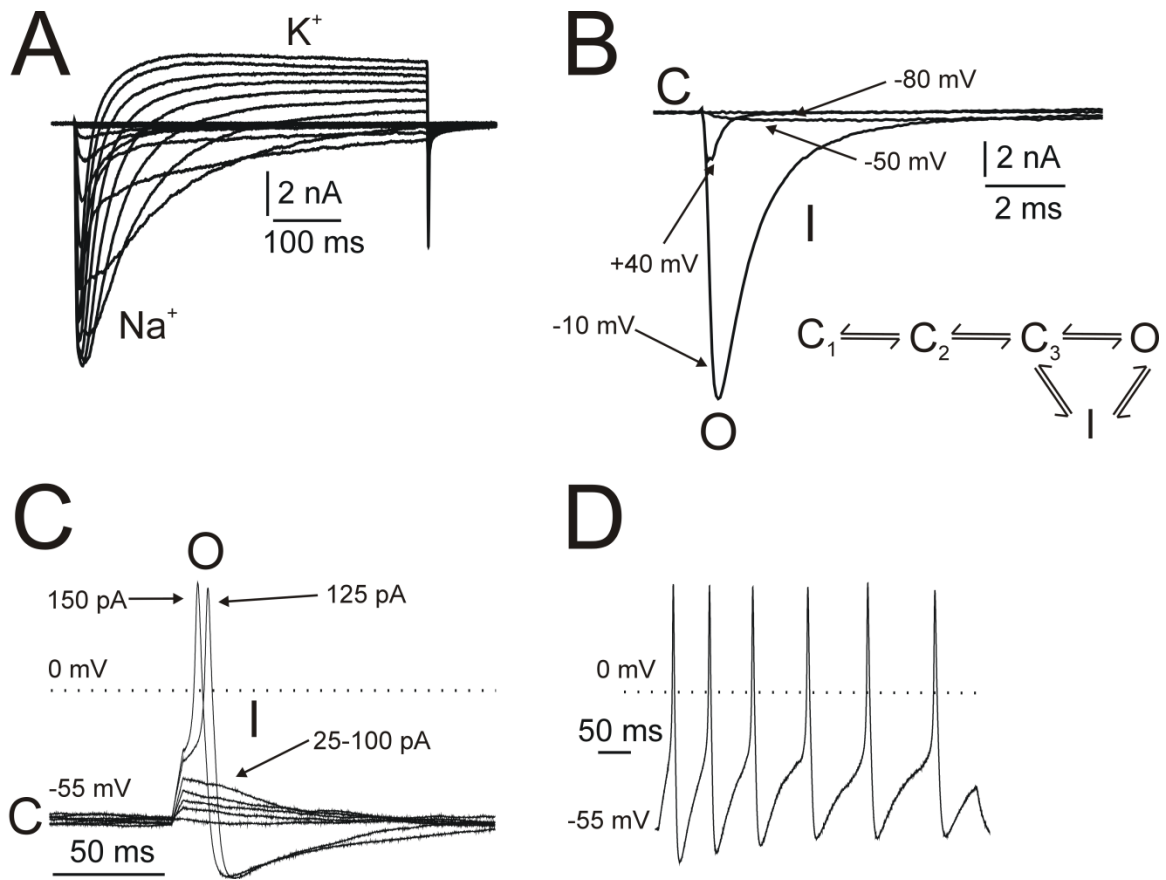 A
K⁺
2 nA
100 ms
Na⁺
B
C
-80 mV
-50 mV
2 nA
2 ms
+40 mV
I
-10 mV
O
C₁ C₂ C₃ O
I
C
O
150 pA
125 pA
0 mV
I
25-100 pA
-55 mV
C
50 ms
D
0 mV
50 ms
-55 mV